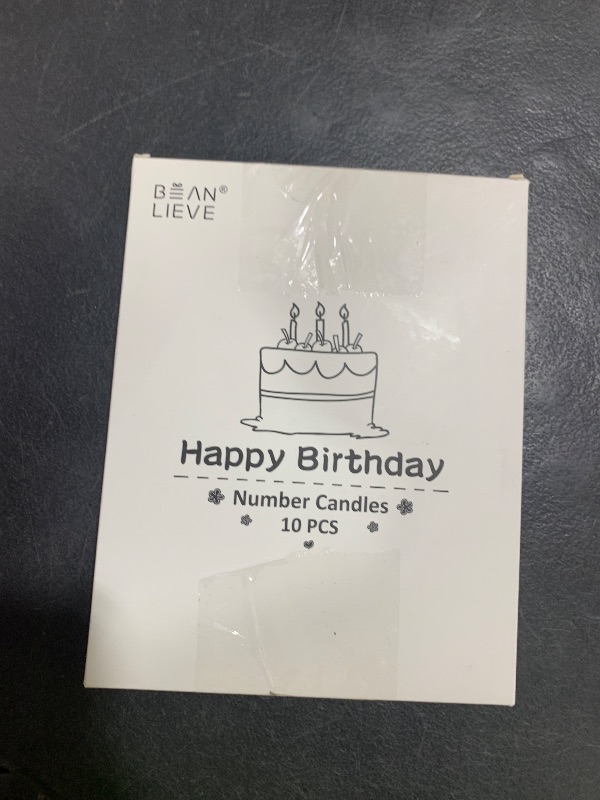 BEAN®
LIEVE
Happy Birthday
Number Candles
10 PCS